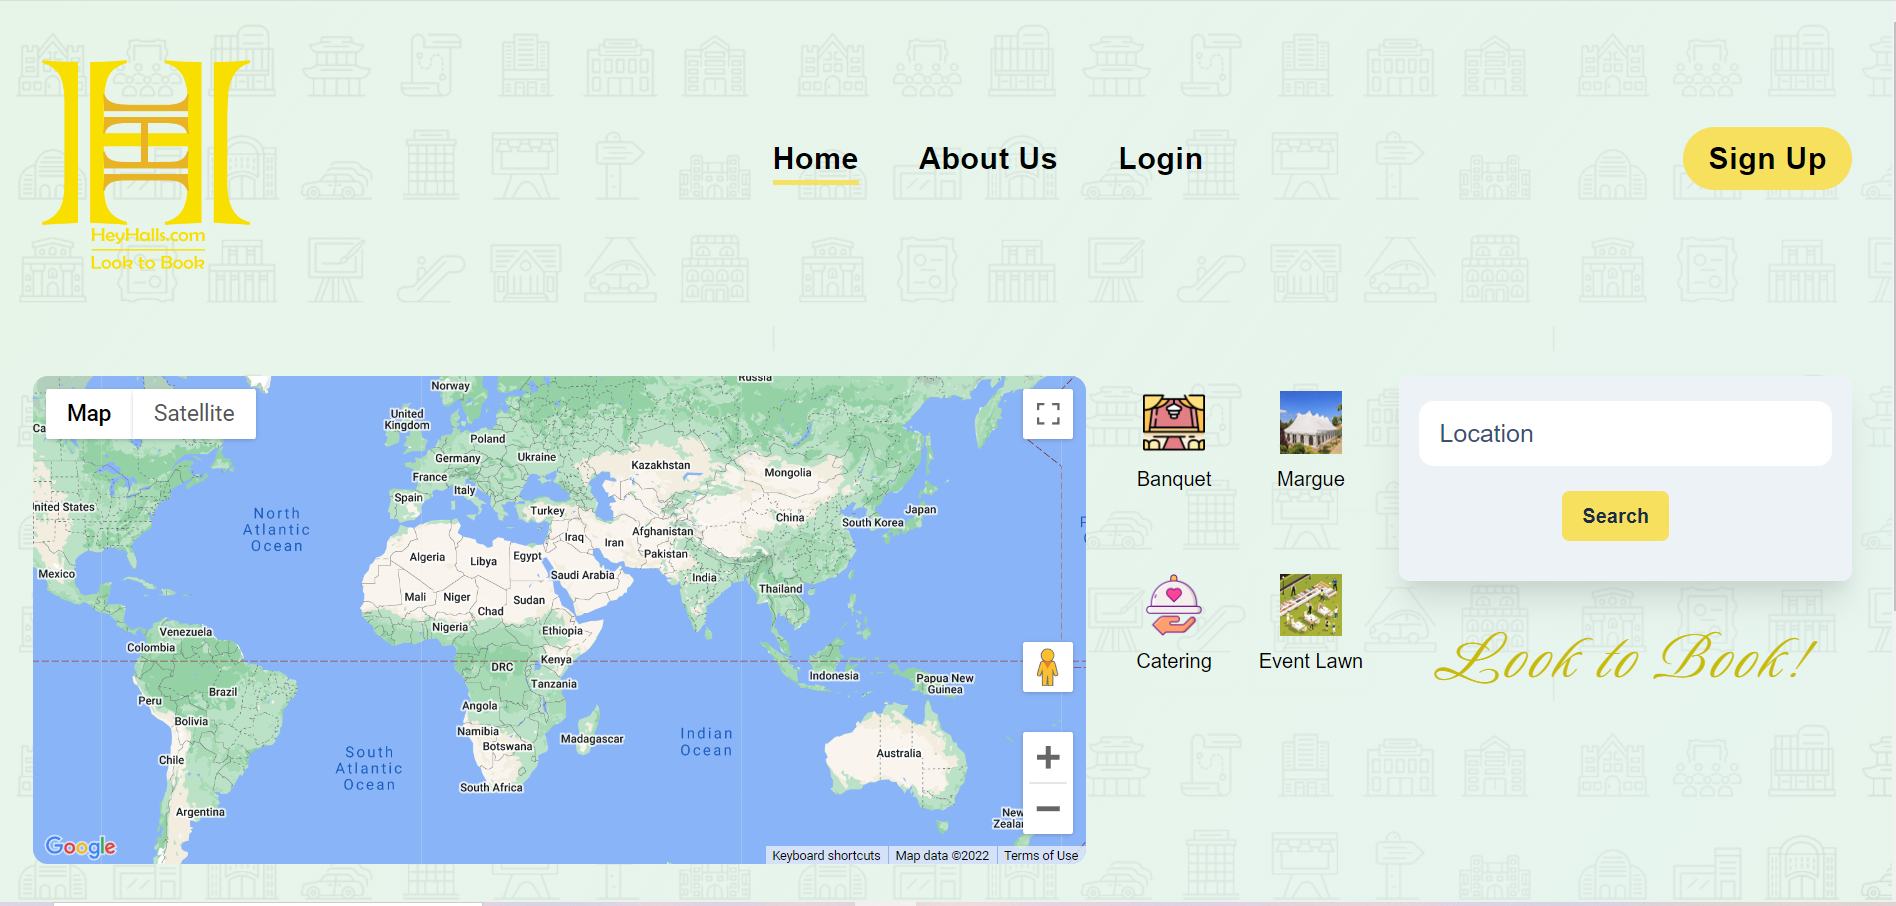 HeyHalls.com
Look to Book
Home
About Us
Login
Sign Up
Map
Satellite
Norway
Russia
United
Kingdom
Poland
Germany
Ukraine
France
Italy
Spain
Turkey
Kazakhstan
Mongolia
China
South Korea
Japan
Afghanistan
Pakistan
Iraq
Iran
India
Thailand
North
Atlantic
Ocean
Mexico
Algeria
Libya
Egypt
Saudi Arabia
Mali
Niger
Chad
Sudan
Nigeria
Ethiopia
Venezuela
Colombia
DRC
Kenya
Tanzania
Indonesia
Papua New
Guinea
Brazil
Peru
Bolivia
Angola
Namibia
Botswana
Madagascar
Indian
Ocean
Australia
Chile
South
Atlantic
Ocean
South Africa
Argentina
New
Google
Keyboard shortcuts
Map data ©2022
Terms of Use
Banquet
Margue
Catering
Event Lawn
Location
Search
Look to Book!